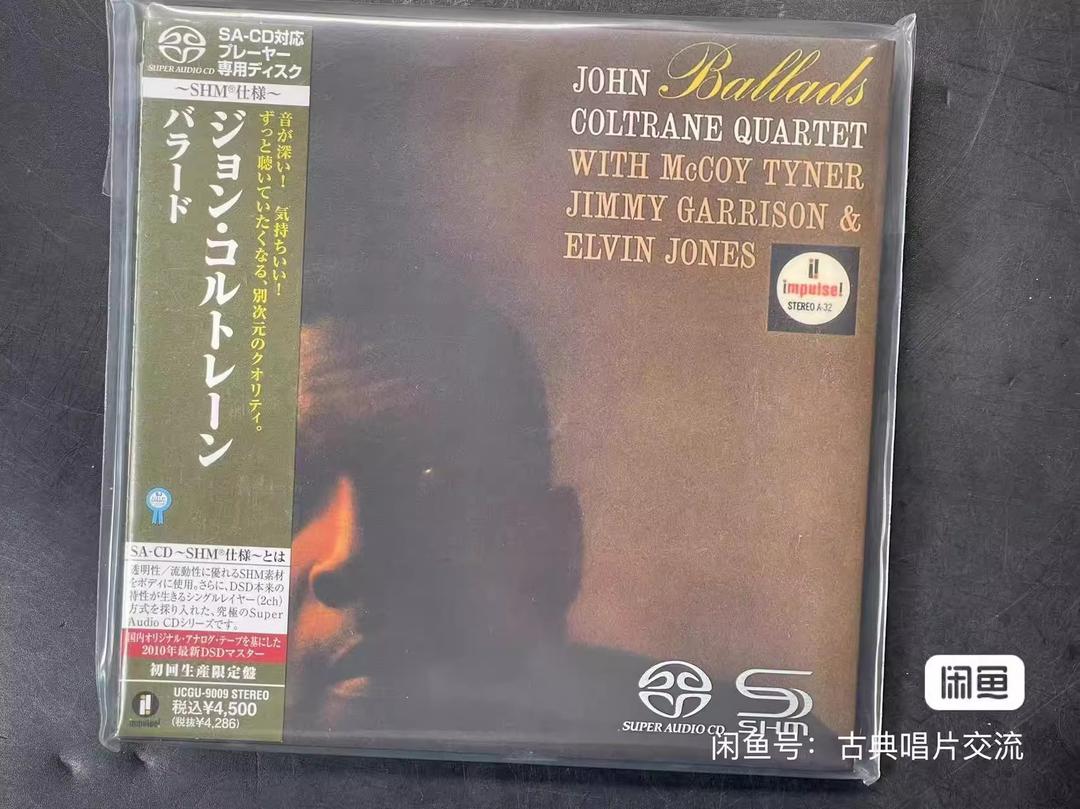 SUPER AUDIO CD
SA-CD対応
プレーヤー
専用ディスク
～SHM®仕様～
音が深い！ 気持ちいい！
ずっと聴いていたくなる、別次元のクオリティ。
ジョン・コルトレーン
バラード
SA-CD～SHM®仕様～とは
透明性／流動性に優れるSHM素材
をボディに使用。さらに、DSD本来の
特性が生きるシングルレイヤー(2ch)
方式を採り入れた、究極のSuper
Audio CDシリーズです。
国内オリジナル・アナログ・テープを基にした
2010年最新DSDマスター
初回生産限定盤
UCGU-9009 STEREO
税込¥4,500
(税抜¥4,286)
i!
impulse!
JOHN Ballads
COLTRANE QUARTET
WITH McCOY TYNER
JIMMY GARRISON &
ELVIN JONES
i!
impulse!
STEREO A-32
SUPER AUDIO CD
SHM
闲鱼
闲鱼号：古典唱片交流